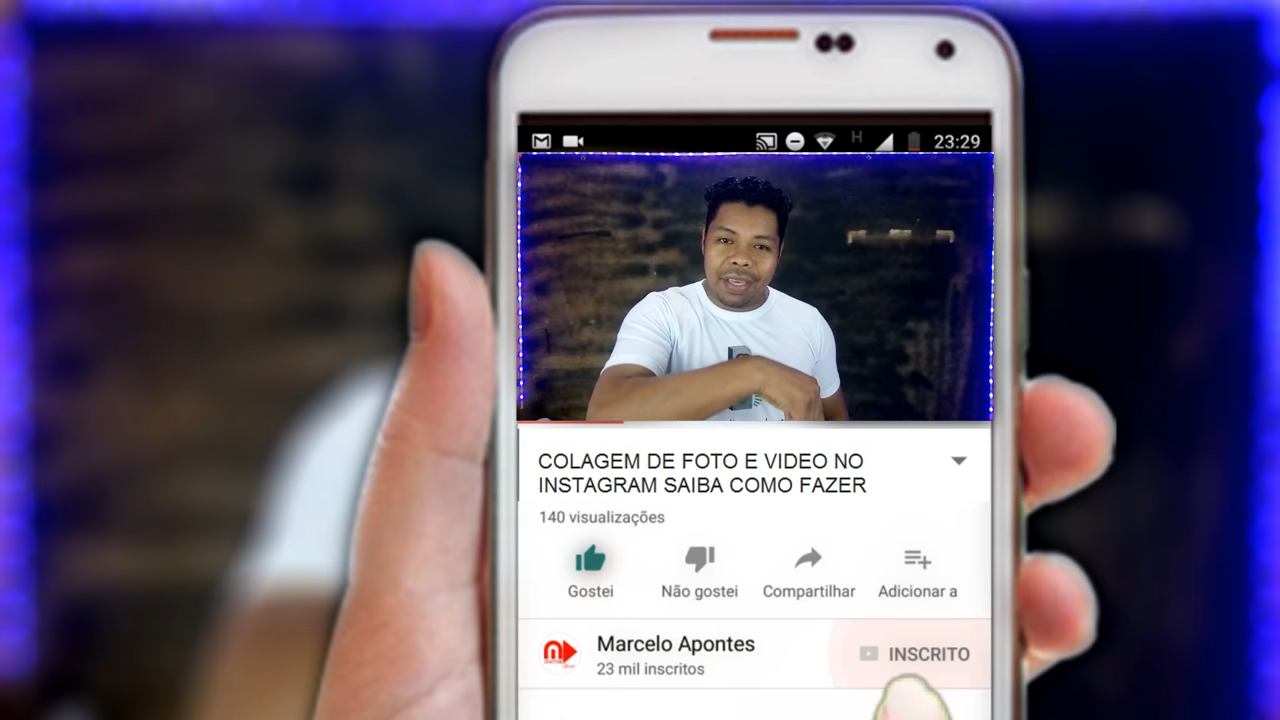 H 23:29
COLAGEM DE FOTO E VIDEO NO
INSTAGRAM SAIBA COMO FAZER
140 visualizações
Gostei Não gostei Compartilhar Adicionar a
Marcelo Apontes
23 mil inscritos
INSCRITO